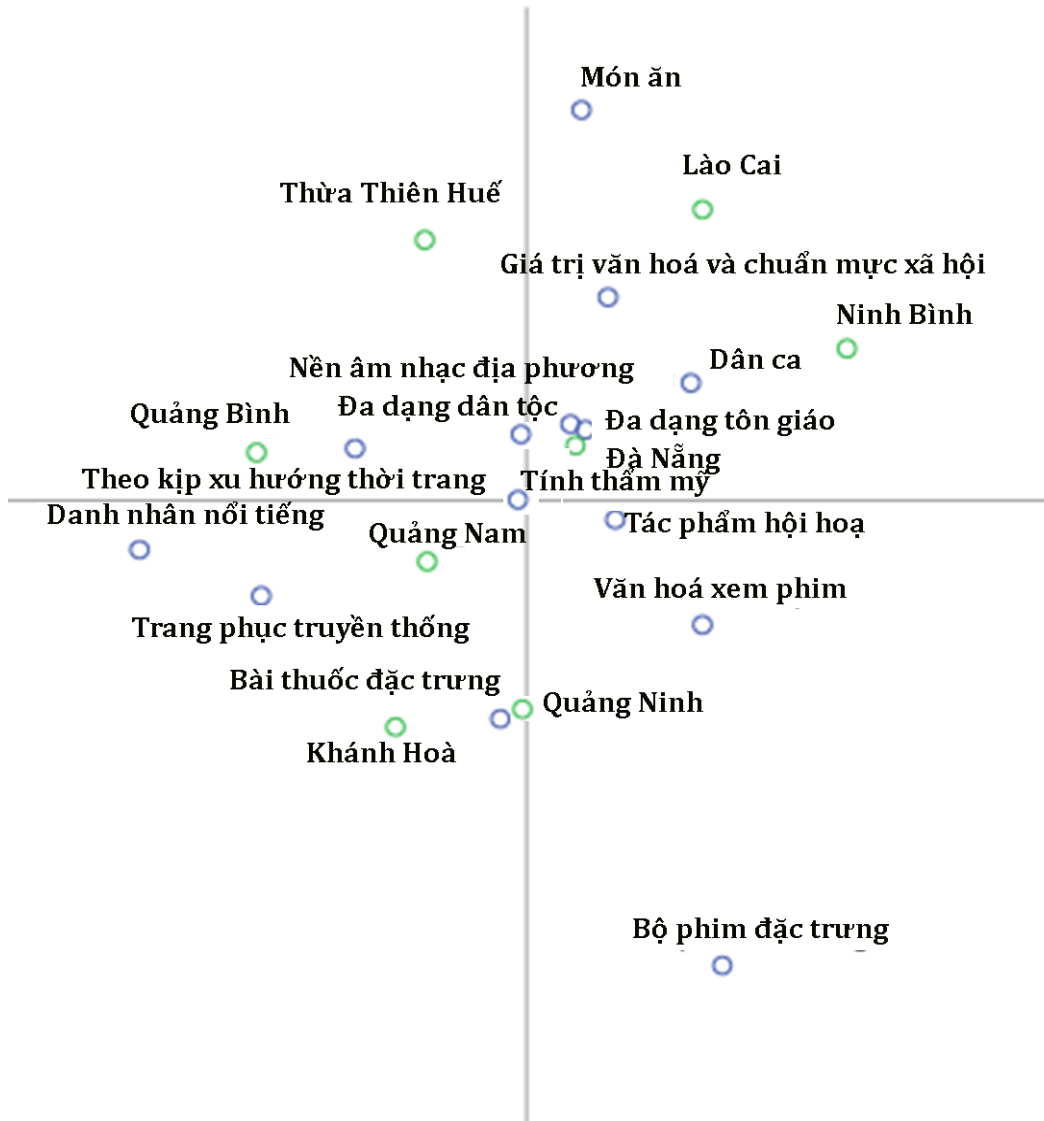 Món ăn
Lào Cai
Thừa Thiên Huế
Giá trị văn hoá và chuẩn mực xã hội
Ninh Bình
Nền âm nhạc địa phương
Dân ca
Đa dạng dân tộc
Quảng Bình
Đa dạng tôn giáo
Đà Nẵng
Theo kịp xu hướng thời trang
Tính thẩm mỹ
Danh nhân nổi tiếng
Tác phẩm hội hoạ
Quảng Nam
Văn hoá xem phim
Trang phục truyền thống
Bài thuốc đặc trưng
Quảng Ninh
Khánh Hoà
Bộ phim đặc trưng